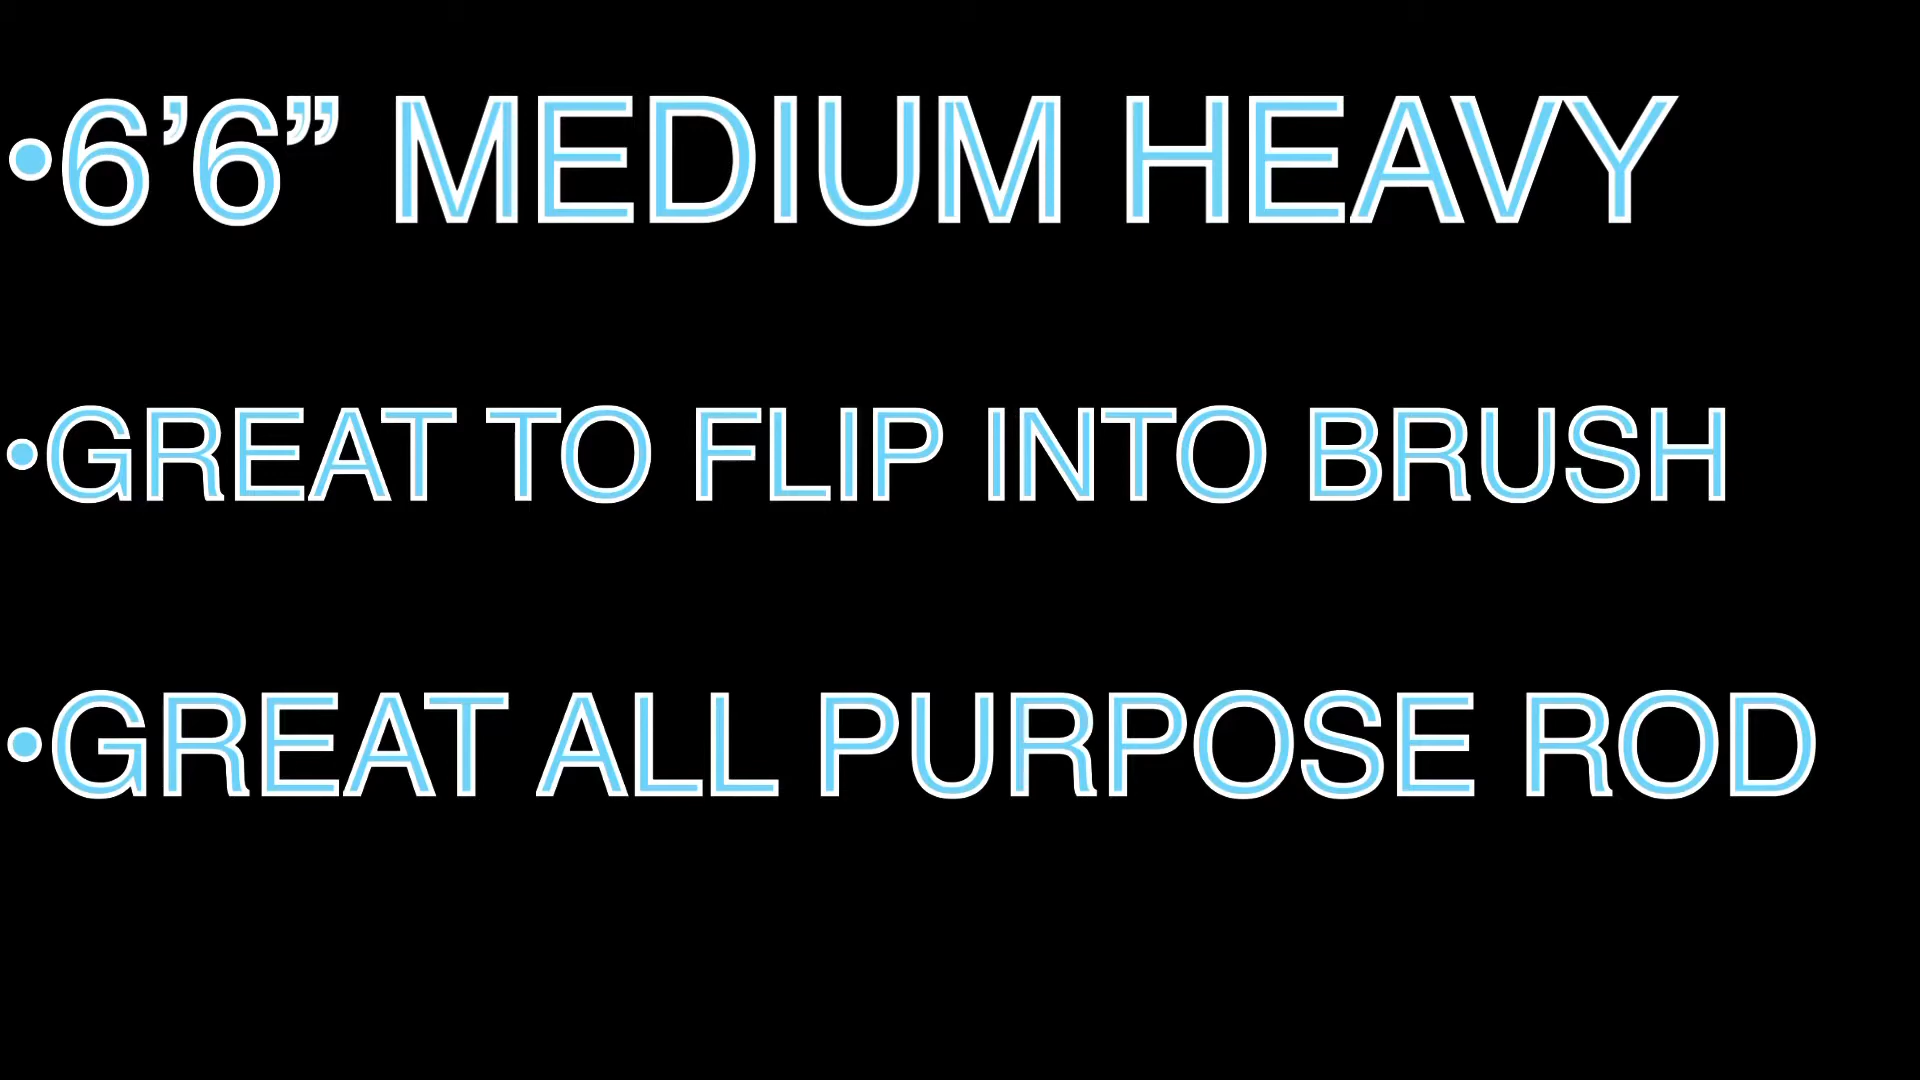 •6’6” MEDIUM HEAVY
•GREAT TO FLIP INTO BRUSH
•GREAT ALL PURPOSE ROD